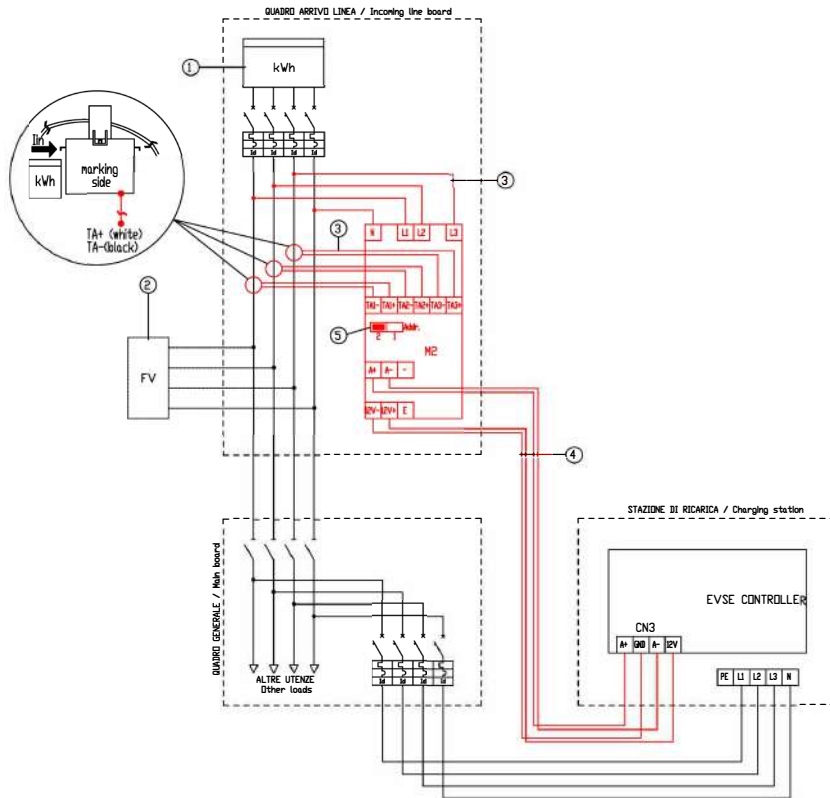 QUADRO ARRIVO LINEA / Incoming line board
1
kWh
Id Id Id Id
Iin
kWh
marking
side
TA+ (white)
TA-(black)
3
N L1 L2 L3
3
TA1- TA1+ TA2- TA2+ TA3- TA3+
2
FV
5
Addr.
2 1
M2
A+ A- -
12V- 12V+ E
4
STAZIONE DI RICARICA / Charging station
EVSE CONTROLLER
CN3
A+ GND A- 12V
PE L1 L2 L3 N
QUADRO GENERALE / Main board
Id Id Id Id
ALTRE UTENZE
Other loads